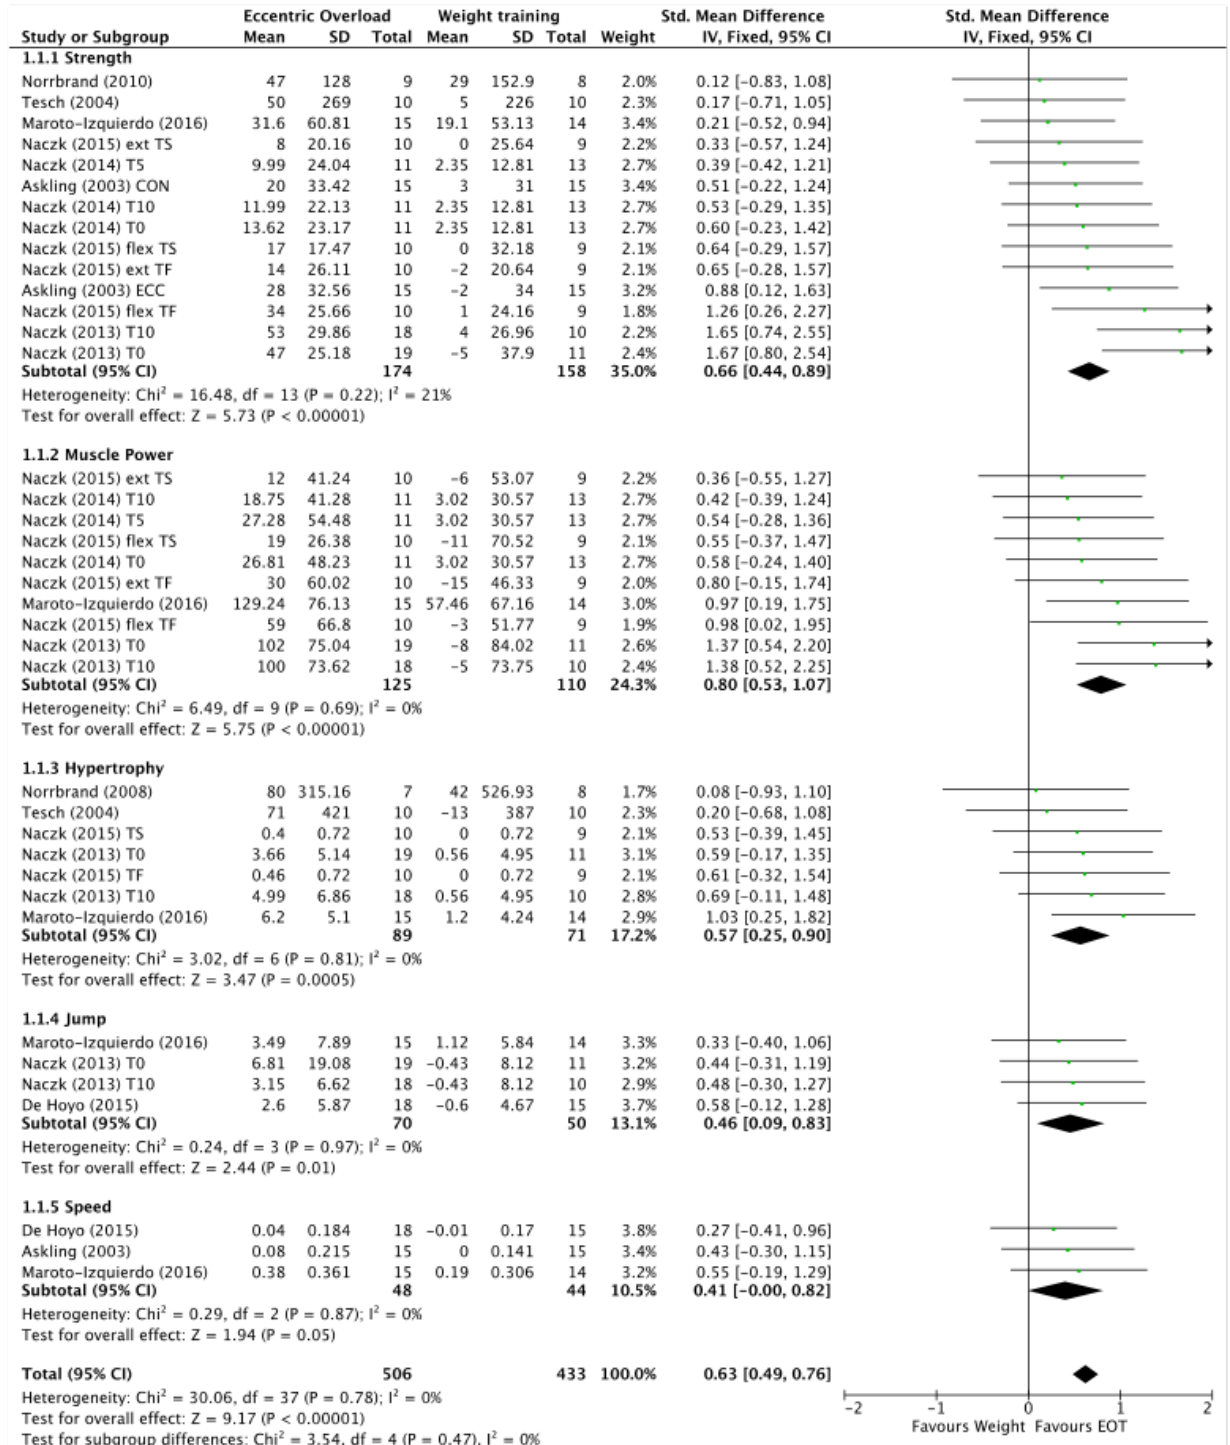 Eccentric Overload Weight training Std. Mean Difference Std. Mean Difference
Study or Subgroup Mean SD Total Mean SD Total Weight IV, Fixed, 95% CI IV, Fixed, 95% CI
1.1.1 Strength
Norrbrand (2010) 47 128 9 29 152.9 8 2.0% 0.12 [−0.83, 1.08]
Tesch (2004) 50 269 10 5 226 10 2.3% 0.17 [−0.71, 1.05]
Maroto-Izquierdo (2016) 31.6 60.81 15 19.1 53.13 14 3.4% 0.21 [−0.52, 0.94]
Naczk (2015) ext TS 8 20.16 10 0 25.64 9 2.2% 0.33 [−0.57, 1.24]
Naczk (2014) T5 9.99 24.04 11 2.35 12.81 13 2.7% 0.39 [−0.42, 1.21]
Askling (2003) CON 20 33.42 15 3 31 15 3.4% 0.51 [−0.22, 1.24]
Naczk (2014) T10 11.99 22.13 11 2.35 12.81 13 2.7% 0.53 [−0.29, 1.35]
Naczk (2014) T0 13.62 23.17 11 2.35 12.81 13 2.7% 0.60 [−0.23, 1.42]
Naczk (2015) flex TS 17 17.47 10 0 32.18 9 2.1% 0.64 [−0.29, 1.57]
Naczk (2015) ext TF 14 26.11 10 −2 20.64 9 2.1% 0.65 [−0.28, 1.57]
Askling (2003) ECC 28 32.56 15 −2 34 15 3.2% 0.88 [0.12, 1.63]
Naczk (2015) flex TF 34 25.66 10 1 24.16 9 1.8% 1.26 [0.26, 2.27]
Naczk (2013) T10 53 29.86 18 4 26.96 10 2.2% 1.65 [0.74, 2.55]
Naczk (2013) T0 47 25.18 19 −5 37.9 11 2.4% 1.67 [0.80, 2.54]
Subtotal (95% CI) 174 158 35.0% 0.66 [0.44, 0.89]
Heterogeneity: Chi² = 16.48, df = 13 (P = 0.22); I² = 21%
Test for overall effect: Z = 5.73 (P < 0.00001)
1.1.2 Muscle Power
Naczk (2015) ext TS 12 41.24 10 −6 53.07 9 2.2% 0.36 [−0.55, 1.27]
Naczk (2014) T10 18.75 41.28 11 3.02 30.57 13 2.7% 0.42 [−0.39, 1.24]
Naczk (2014) T5 27.28 54.48 11 3.02 30.57 13 2.7% 0.54 [−0.28, 1.36]
Naczk (2015) flex TS 19 26.38 10 −11 70.52 9 2.1% 0.55 [−0.37, 1.47]
Naczk (2014) T0 26.81 48.23 11 3.02 30.57 13 2.7% 0.58 [−0.24, 1.40]
Naczk (2015) ext TF 30 60.02 10 −15 46.33 9 2.0% 0.80 [−0.15, 1.74]
Maroto-Izquierdo (2016) 129.24 76.13 15 57.46 67.16 14 3.0% 0.97 [0.19, 1.75]
Naczk (2015) flex TF 59 66.8 10 −3 51.77 9 1.9% 0.98 [0.02, 1.95]
Naczk (2013) T0 102 75.04 19 −8 84.02 11 2.6% 1.37 [0.54, 2.20]
Naczk (2013) T10 100 73.62 18 −5 73.75 10 2.4% 1.38 [0.52, 2.25]
Subtotal (95% CI) 125 110 24.3% 0.80 [0.53, 1.07]
Heterogeneity: Chi² = 6.49, df = 9 (P = 0.69); I² = 0%
Test for overall effect: Z = 5.75 (P < 0.00001)
1.1.3 Hypertrophy
Norrbrand (2008) 80 315.16 7 42 526.93 8 1.7% 0.08 [−0.93, 1.10]
Tesch (2004) 71 421 10 −13 387 10 2.3% 0.20 [−0.68, 1.08]
Naczk (2015) TS 0.4 0.72 10 0 0.72 9 2.1% 0.53 [−0.39, 1.45]
Naczk (2013) T0 3.66 5.14 19 0.56 4.95 11 3.1% 0.59 [−0.17, 1.35]
Naczk (2015) TF 0.46 0.72 10 0 0.72 9 2.1% 0.61 [−0.32, 1.54]
Naczk (2013) T10 4.99 6.86 18 0.56 4.95 10 2.8% 0.69 [−0.11, 1.48]
Maroto-Izquierdo (2016) 6.2 5.1 15 1.2 4.24 14 2.9% 1.03 [0.25, 1.82]
Subtotal (95% CI) 89 71 17.2% 0.57 [0.25, 0.90]
Heterogeneity: Chi² = 3.02, df = 6 (P = 0.81); I² = 0%
Test for overall effect: Z = 3.47 (P = 0.0005)
1.1.4 Jump
Maroto-Izquierdo (2016) 3.49 7.89 15 1.12 5.84 14 3.3% 0.33 [−0.40, 1.06]
Naczk (2013) T0 6.81 19.08 19 −0.43 8.12 11 3.2% 0.44 [−0.31, 1.19]
Naczk (2013) T10 3.15 6.62 18 −0.43 8.12 10 2.9% 0.48 [−0.30, 1.27]
De Hoyo (2015) 2.6 5.87 18 −0.6 4.67 15 3.7% 0.58 [−0.12, 1.28]
Subtotal (95% CI) 70 50 13.1% 0.46 [0.09, 0.83]
Heterogeneity: Chi² = 0.24, df = 3 (P = 0.97); I² = 0%
Test for overall effect: Z = 2.44 (P = 0.01)
1.1.5 Speed
De Hoyo (2015) 0.04 0.184 18 −0.01 0.17 15 3.8% 0.27 [−0.41, 0.96]
Askling (2003) 0.08 0.215 15 0 0.141 15 3.4% 0.43 [−0.30, 1.15]
Maroto-Izquierdo (2016) 0.38 0.361 15 0.19 0.306 14 3.2% 0.55 [−0.19, 1.29]
Subtotal (95% CI) 48 44 10.5% 0.41 [−0.00, 0.82]
Heterogeneity: Chi² = 0.29, df = 2 (P = 0.87); I² = 0%
Test for overall effect: Z = 1.94 (P = 0.05)
Total (95% CI) 506 433 100.0% 0.63 [0.49, 0.76]
Heterogeneity: Chi² = 30.06, df = 37 (P = 0.78); I² = 0%
Test for overall effect: Z = 9.17 (P < 0.00001)
Test for subgroup differences: Chi² = 3.54, df = 4 (P = 0.47), I² = 0%
−2 −1 0 1 2
Favours Weight Favours EOT